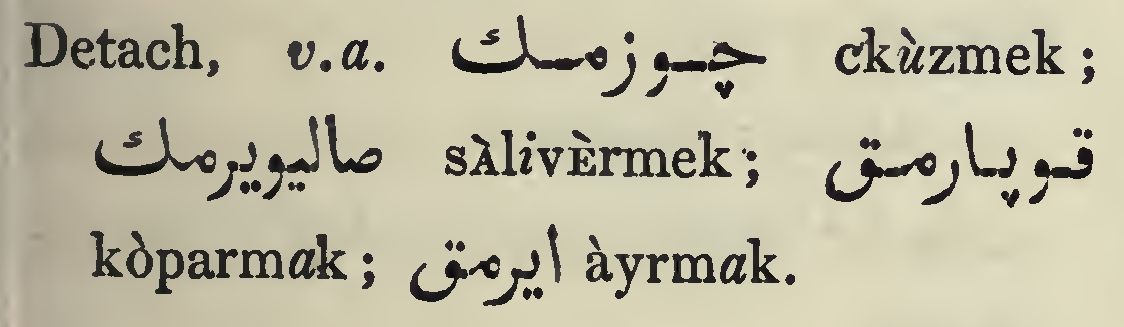 Detach, v.a. چوزمك ckùzmek;
صاليويرمك sÀlivÈrmek; قوپارمق
kòparmak; ايرمق àyrmak.